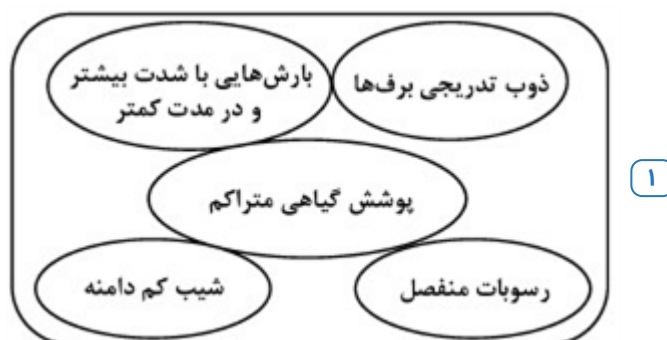 ذوب تدریجی برف‌ها
بارش‌هایی با شدت بیشتر
و در مدت کمتر
پوشش گیاهی متراکم
رسوبات منفصل
شیب کم دامنه
۱